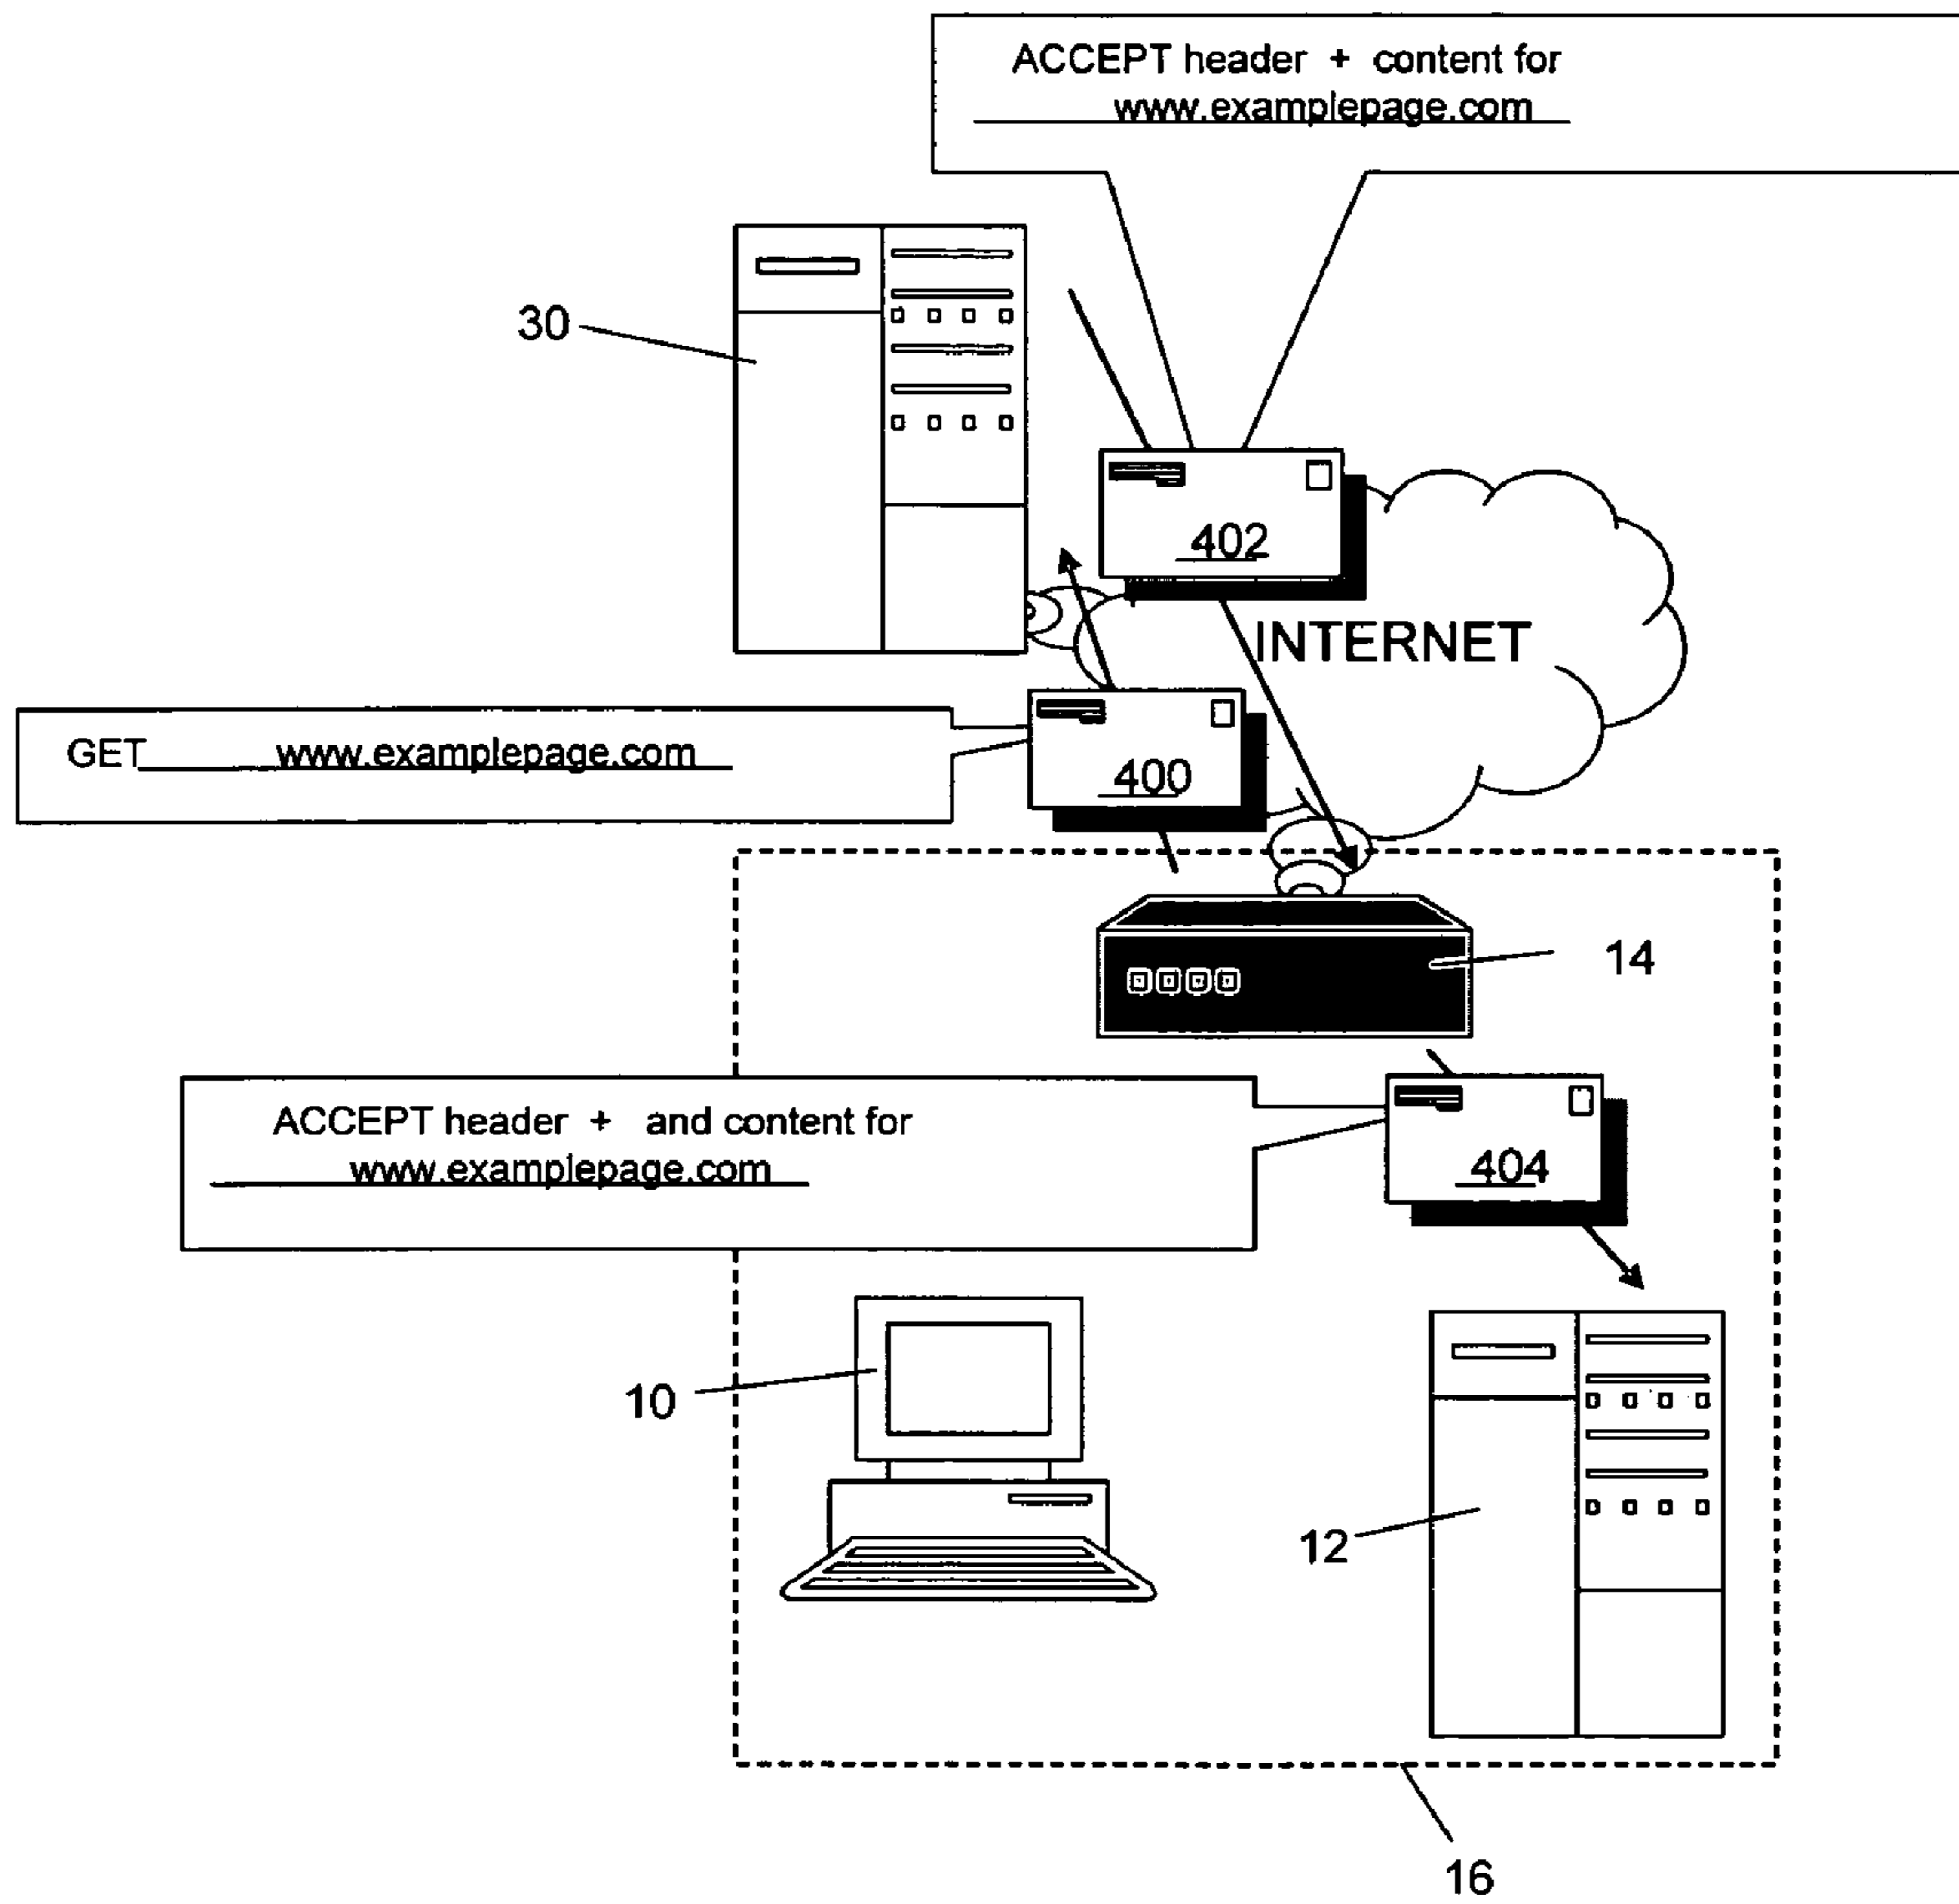 ACCEPT header + content for
www.examplepage.com
30
402
INTERNET
GET www.examplepage.com
400
14
ACCEPT header + and content for
www.examplepage.com
404
10
12
16